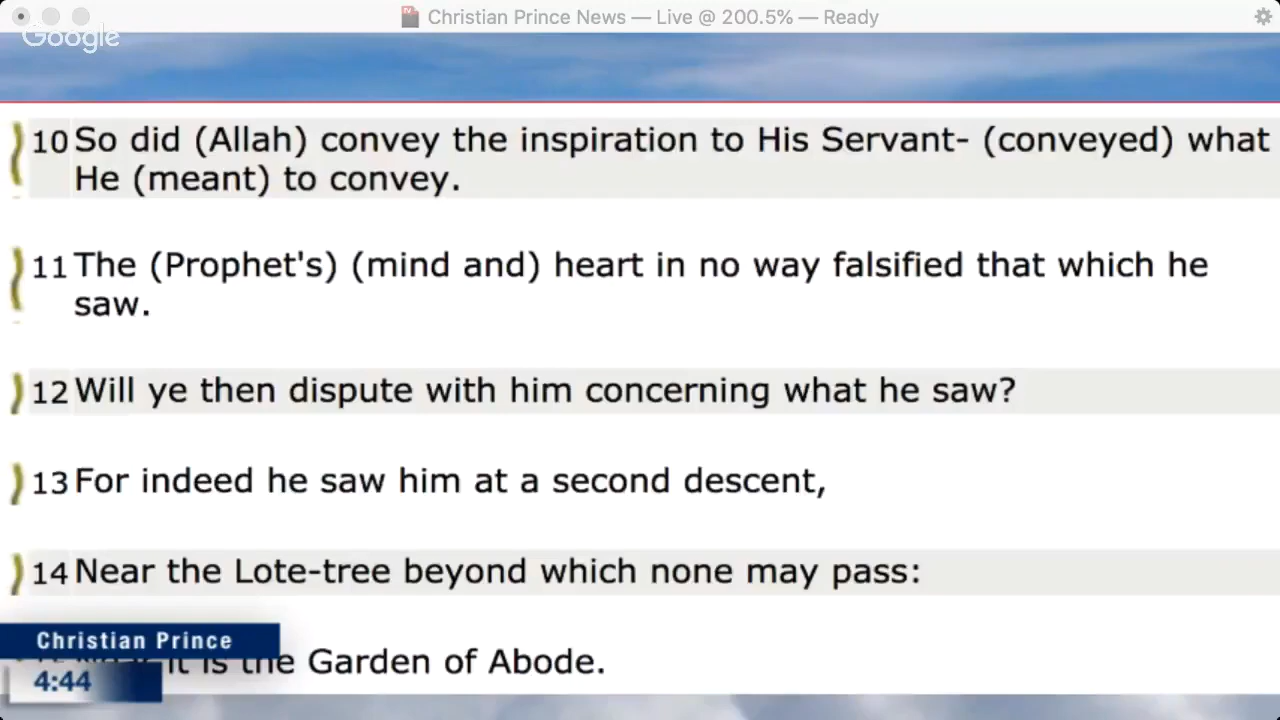 Christian Prince News — Live @ 200.5% — Ready
Google
10 So did (Allah) convey the inspiration to His Servant- (conveyed) what
He (meant) to convey.
11 The (Prophet's) (mind and) heart in no way falsified that which he
saw.
12 Will ye then dispute with him concerning what he saw?
13 For indeed he saw him at a second descent,
14 Near the Lote-tree beyond which none may pass:
it is the Garden of Abode.
Christian Prince
4:44